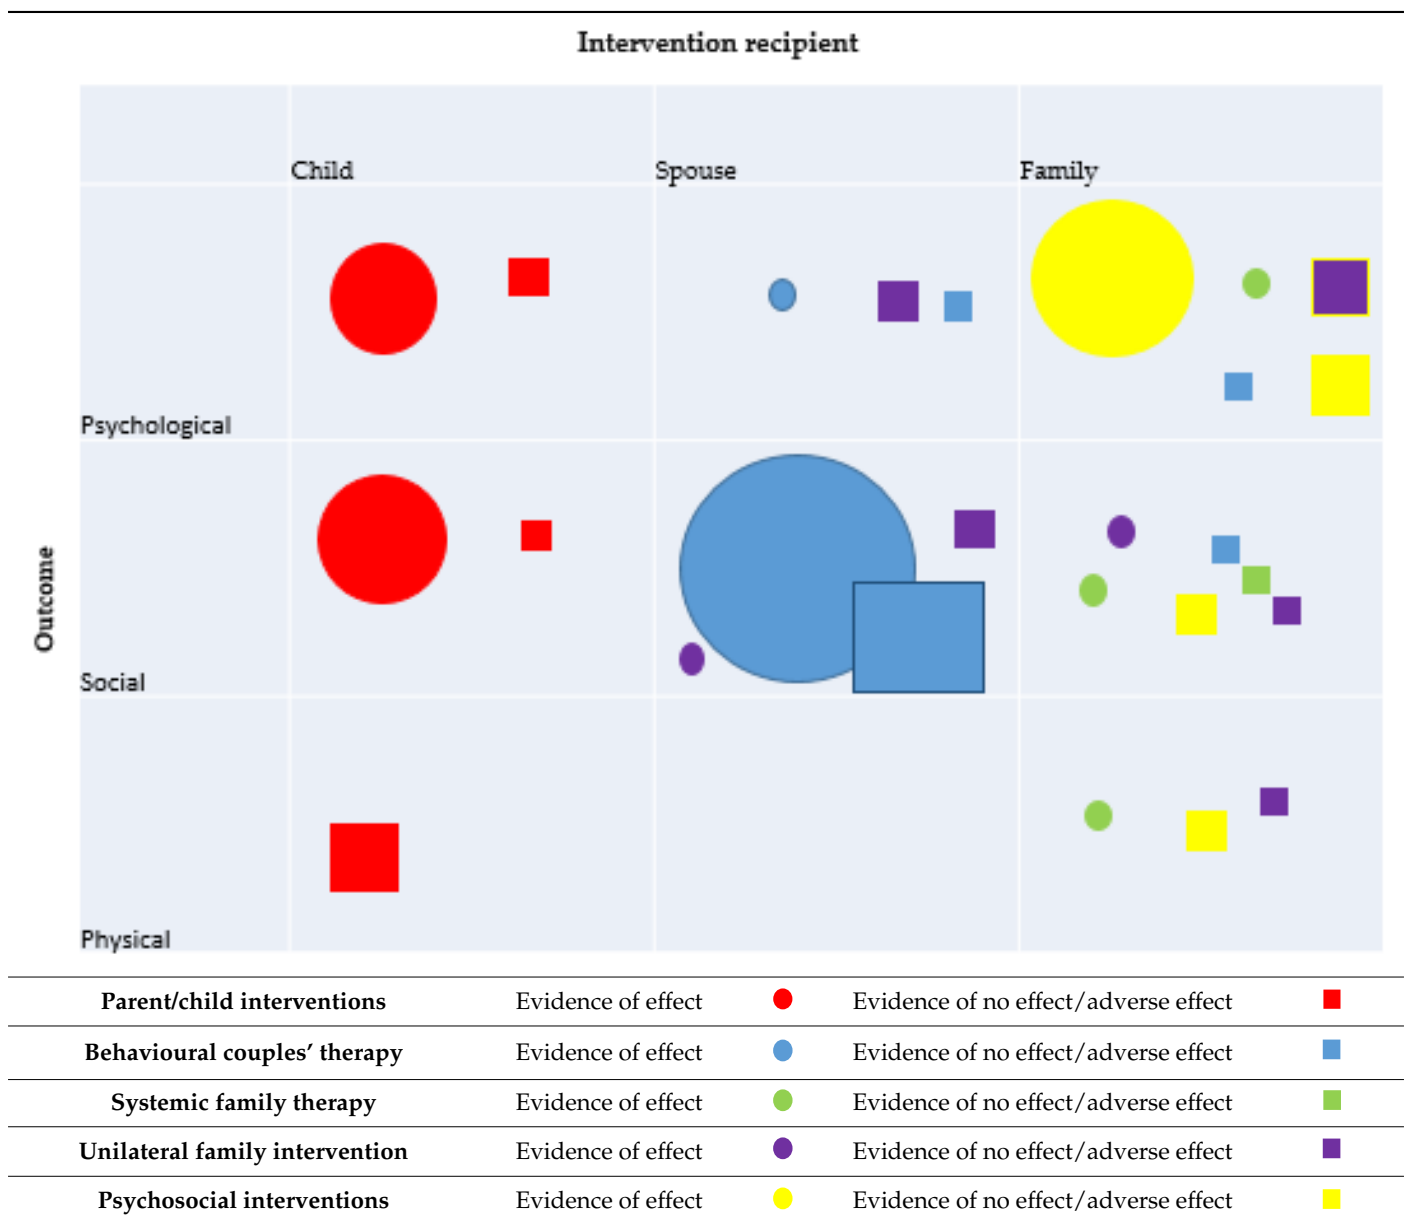 Intervention recipient
Child Spouse Family
Psychological
Outcome
Social
Physical
Parent/child interventions Evidence of effect Evidence of no effect/adverse effect
Behavioural couples’ therapy Evidence of effect Evidence of no effect/adverse effect
Systemic family therapy Evidence of effect Evidence of no effect/adverse effect
Unilateral family intervention Evidence of effect Evidence of no effect/adverse effect
Psychosocial interventions Evidence of effect Evidence of no effect/adverse effect